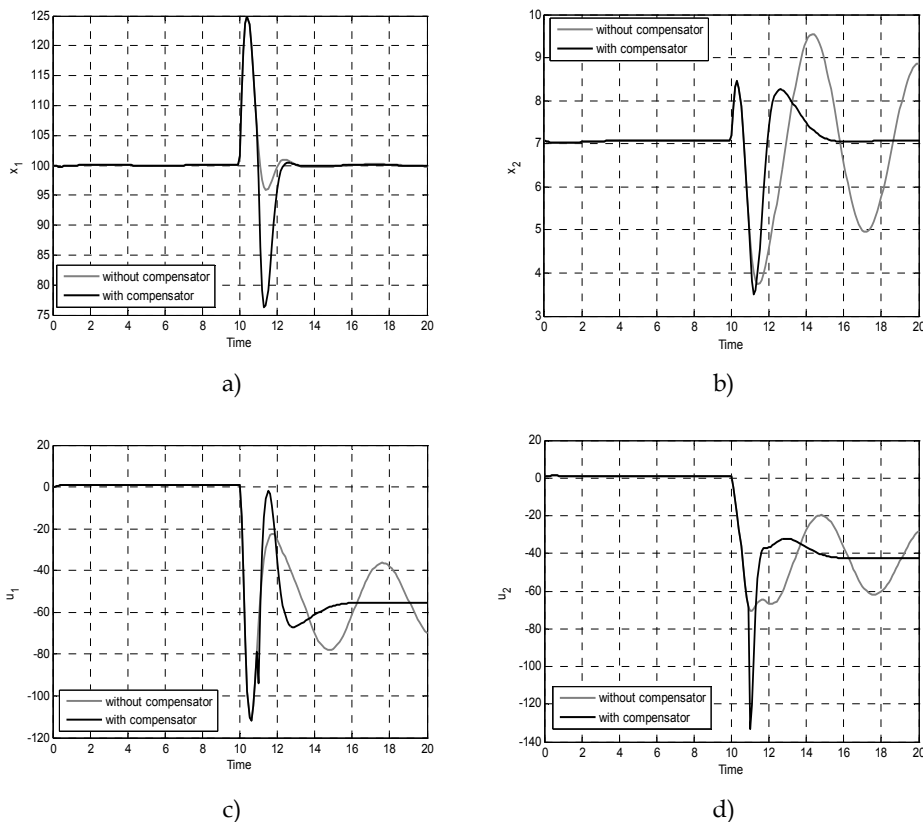 125
120
115
110
105
100
95
90
85
80
75
x1
0 2 4 6 8 10 12 14 16 18 20
Time
without compensator
with compensator
a)
10
9
8
7
6
5
4
3
x2
0 2 4 6 8 10 12 14 16 18 20
Time
without compensator
with compensator
b)
20
0
-20
-40
-60
-80
-100
-120
u1
0 2 4 6 8 10 12 14 16 18 20
Time
without compensator
with compensator
c)
20
0
-20
-40
-60
-80
-100
-120
-140
u2
0 2 4 6 8 10 12 14 16 18 20
Time
without compensator
with compensator
d)